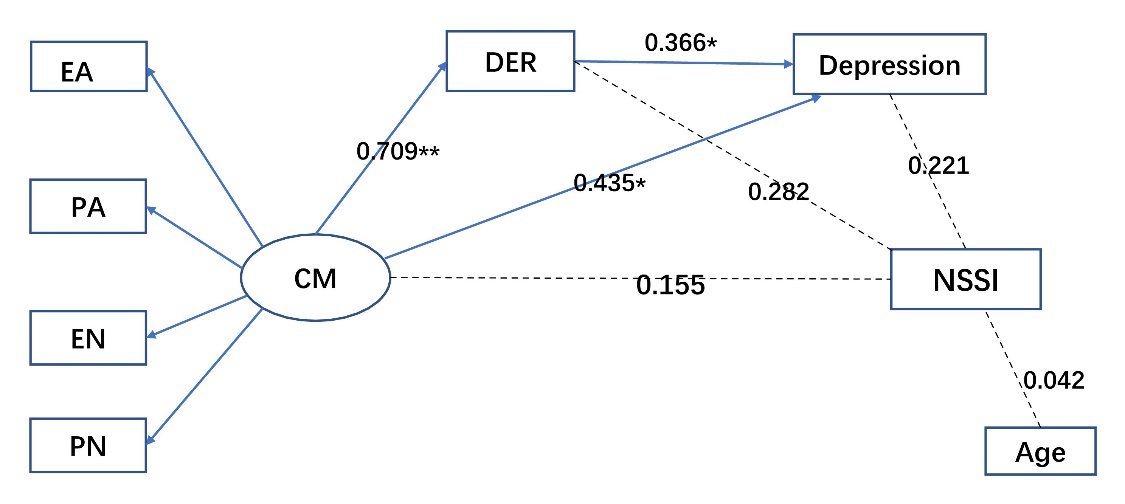 EA
DER
0.366*
Depression
0.709**
0.435*
0.282
0.221
PA
CM
0.155
NSSI
EN
0.042
PN
Age